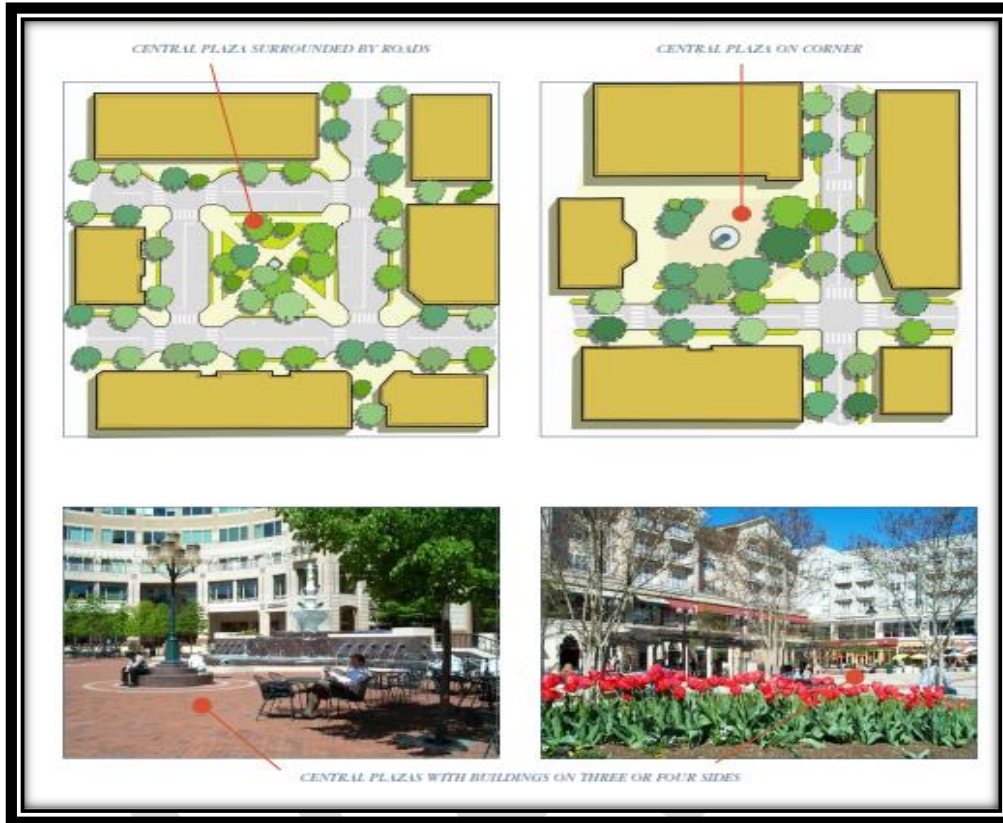 CENTRAL PLAZA SURROUNDED BY ROADS
CENTRAL PLAZA ON CORNER
CENTRAL PLAZAS WITH BUILDINGS ON THREE OR FOUR SIDES